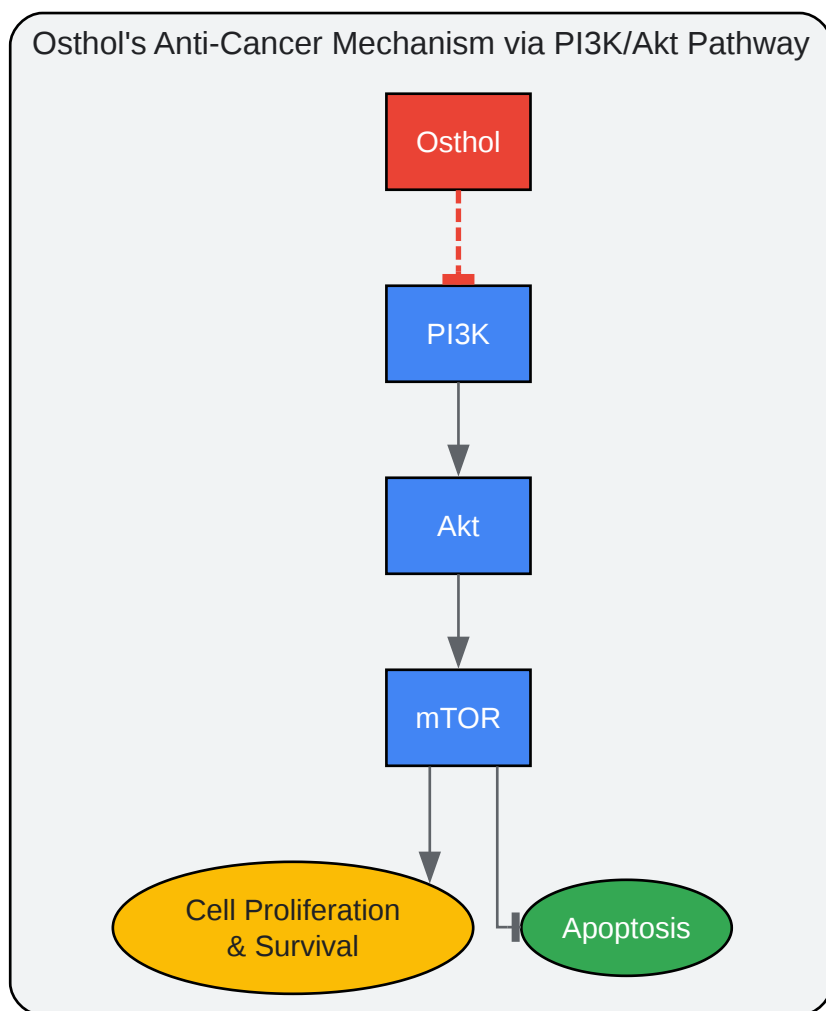 Osthol's Anti-Cancer Mechanism via PI3K/Akt Pathway
Osthol
PI3K
Akt
mTOR
Cell Proliferation
& Survival
Apoptosis